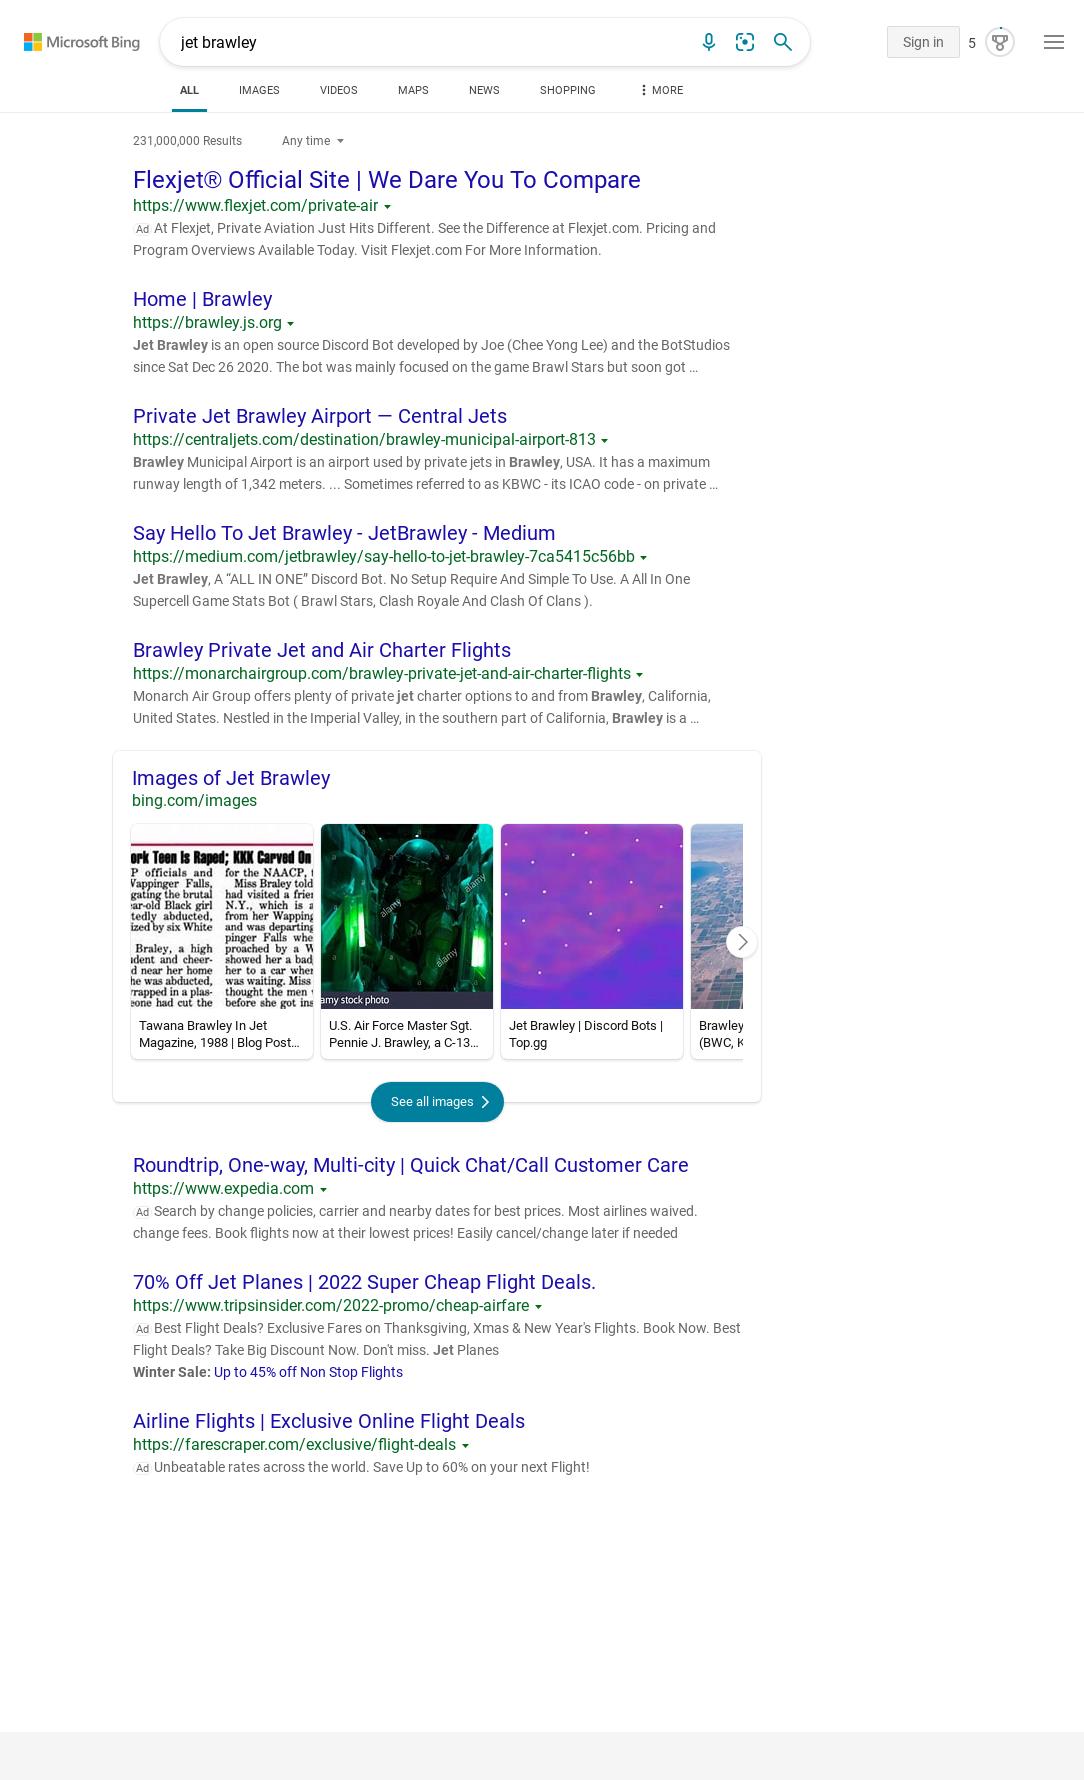 Microsoft Bing
jet brawley
Sign in
5
ALL
IMAGES
VIDEOS
MAPS
NEWS
SHOPPING
MORE
231,000,000 Results
Any time
Flexjet® Official Site | We Dare You To Compare
https://www.flexjet.com/private-air
Ad At Flexjet, Private Aviation Just Hits Different. See the Difference at Flexjet.com. Pricing and
Program Overviews Available Today. Visit Flexjet.com For More Information.
Home | Brawley
https://brawley.js.org
Jet Brawley is an open source Discord Bot developed by Joe (Chee Yong Lee) and the BotStudios
since Sat Dec 26 2020. The bot was mainly focused on the game Brawl Stars but soon got …
Private Jet Brawley Airport — Central Jets
https://centraljets.com/destination/brawley-municipal-airport-813
Brawley Municipal Airport is an airport used by private jets in Brawley, USA. It has a maximum
runway length of 1,342 meters. ... Sometimes referred to as KBWC - its ICAO code - on private …
Say Hello To Jet Brawley - JetBrawley - Medium
https://medium.com/jetbrawley/say-hello-to-jet-brawley-7ca5415c56bb
Jet Brawley, A “ALL IN ONE” Discord Bot. No Setup Require And Simple To Use. A All In One
Supercell Game Stats Bot ( Brawl Stars, Clash Royale And Clash Of Clans ).
Brawley Private Jet and Air Charter Flights
https://monarchairgroup.com/brawley-private-jet-and-air-charter-flights
Monarch Air Group offers plenty of private jet charter options to and from Brawley, California,
United States. Nestled in the Imperial Valley, in the southern part of California, Brawley is a …
Images of Jet Brawley
bing.com/images
ork Teen Is Raped; KKK Carved On
P officials and
Wappinger Falls,
gating the brutal
ear-old Black girl
tedly abducted,
ized by six White
Braley, a high
udent and cheer-
d near her home
he was abducted,
wrapped in a plas-
eone had cut the
for the NAACP,
Miss Braley told
had visited a frie
N.Y., which is a
from her Wapping
and was departing
pinger Falls whe
proached by a W
showed her a bad
her to a car wher
was waiting. Miss
thought the men
before she got ins
alamy
alamy
alamy
amy stock photo
Tawana Brawley In Jet
Magazine, 1988 | Blog Post…
U.S. Air Force Master Sgt.
Pennie J. Brawley, a C-13…
Jet Brawley | Discord Bots |
Top.gg
Brawley
(BWC, K
See all images
Roundtrip, One-way, Multi-city | Quick Chat/Call Customer Care
https://www.expedia.com
Ad Search by change policies, carrier and nearby dates for best prices. Most airlines waived.
change fees. Book flights now at their lowest prices! Easily cancel/change later if needed
70% Off Jet Planes | 2022 Super Cheap Flight Deals.
https://www.tripsinsider.com/2022-promo/cheap-airfare
Ad Best Flight Deals? Exclusive Fares on Thanksgiving, Xmas & New Year's Flights. Book Now. Best
Flight Deals? Take Big Discount Now. Don't miss. Jet Planes
Winter Sale: Up to 45% off Non Stop Flights
Airline Flights | Exclusive Online Flight Deals
https://farescraper.com/exclusive/flight-deals
Ad Unbeatable rates across the world. Save Up to 60% on your next Flight!